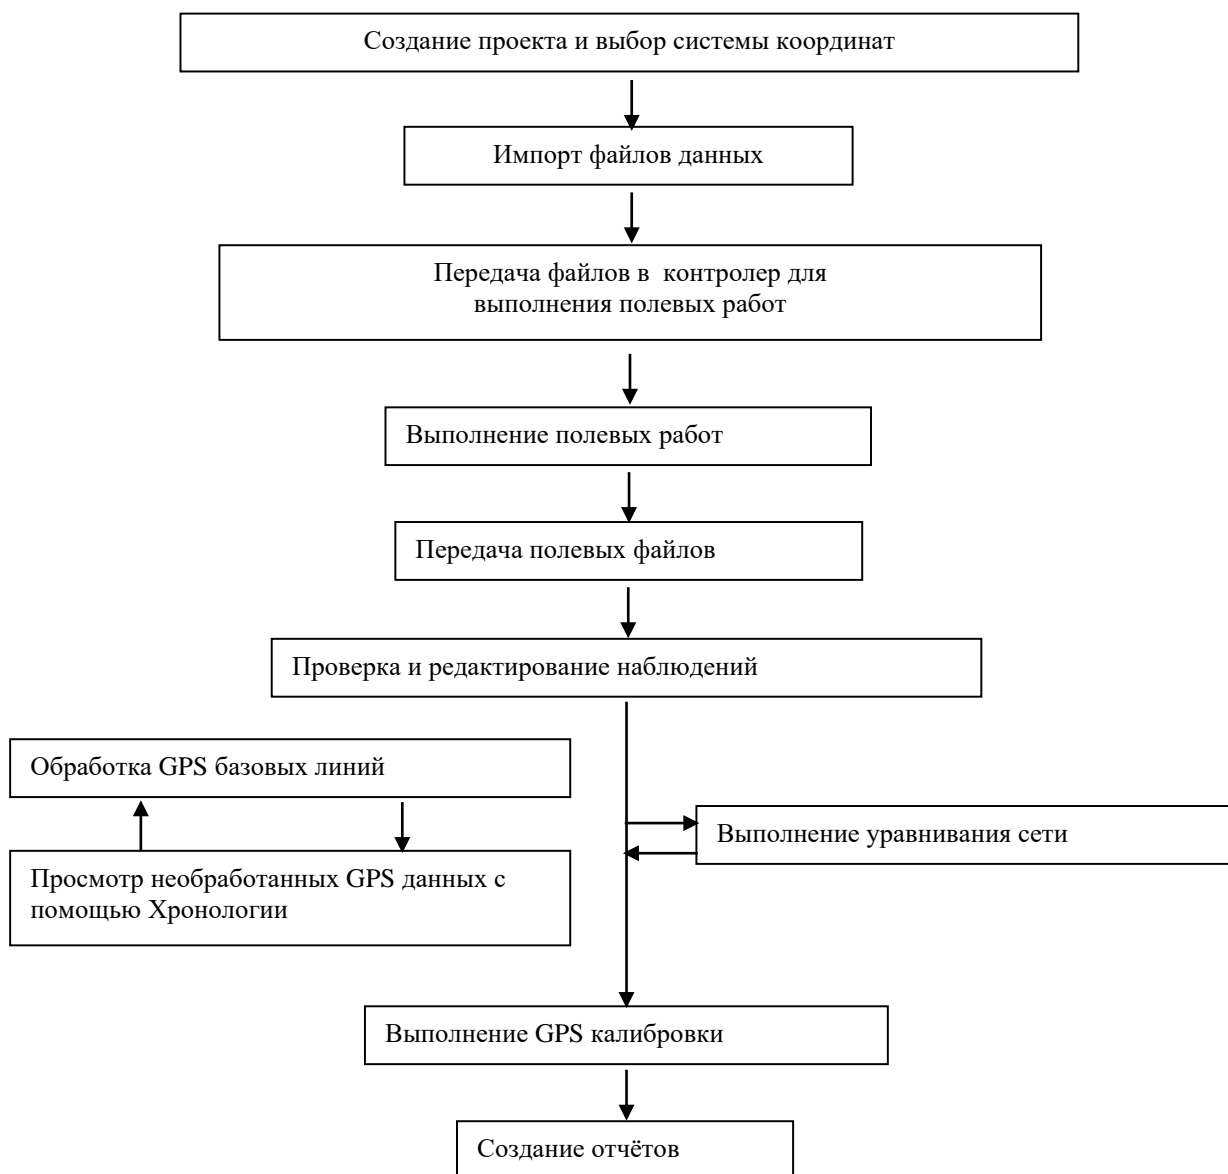 Создание проекта и выбор системы координат
Импорт файлов данных
Передача файлов в контролер для
выполнения полевых работ
Выполнение полевых работ
Передача полевых файлов
Проверка и редактирование наблюдений
Обработка GPS базовых линий
Выполнение уравнивания сети
Просмотр необработанных GPS данных с
помощью Хронологии
Выполнение GPS калибровки
Создание отчётов